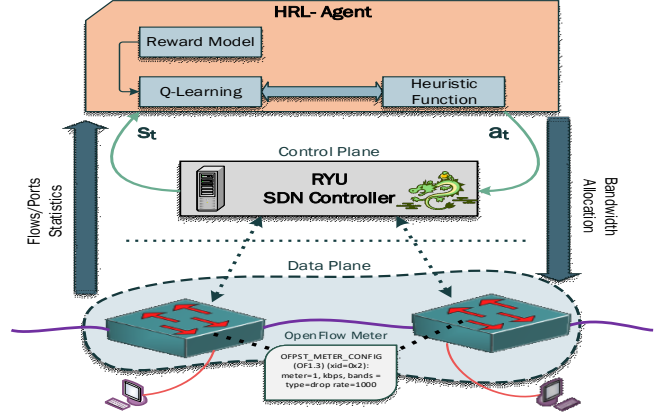 HRL- Agent
Reward Model
Q-Learning
Heuristic
Function
st
at
Control Plane
RYU
SDN Controller
Flows/Ports
Statistics
Bandwidth
Allocation
Data Plane
OpenFlow Meter
OFPST_METER_CONFIG
(OF1.3) (xid=0x2):
meter=1, kbps, bands =
type=drop rate=1000